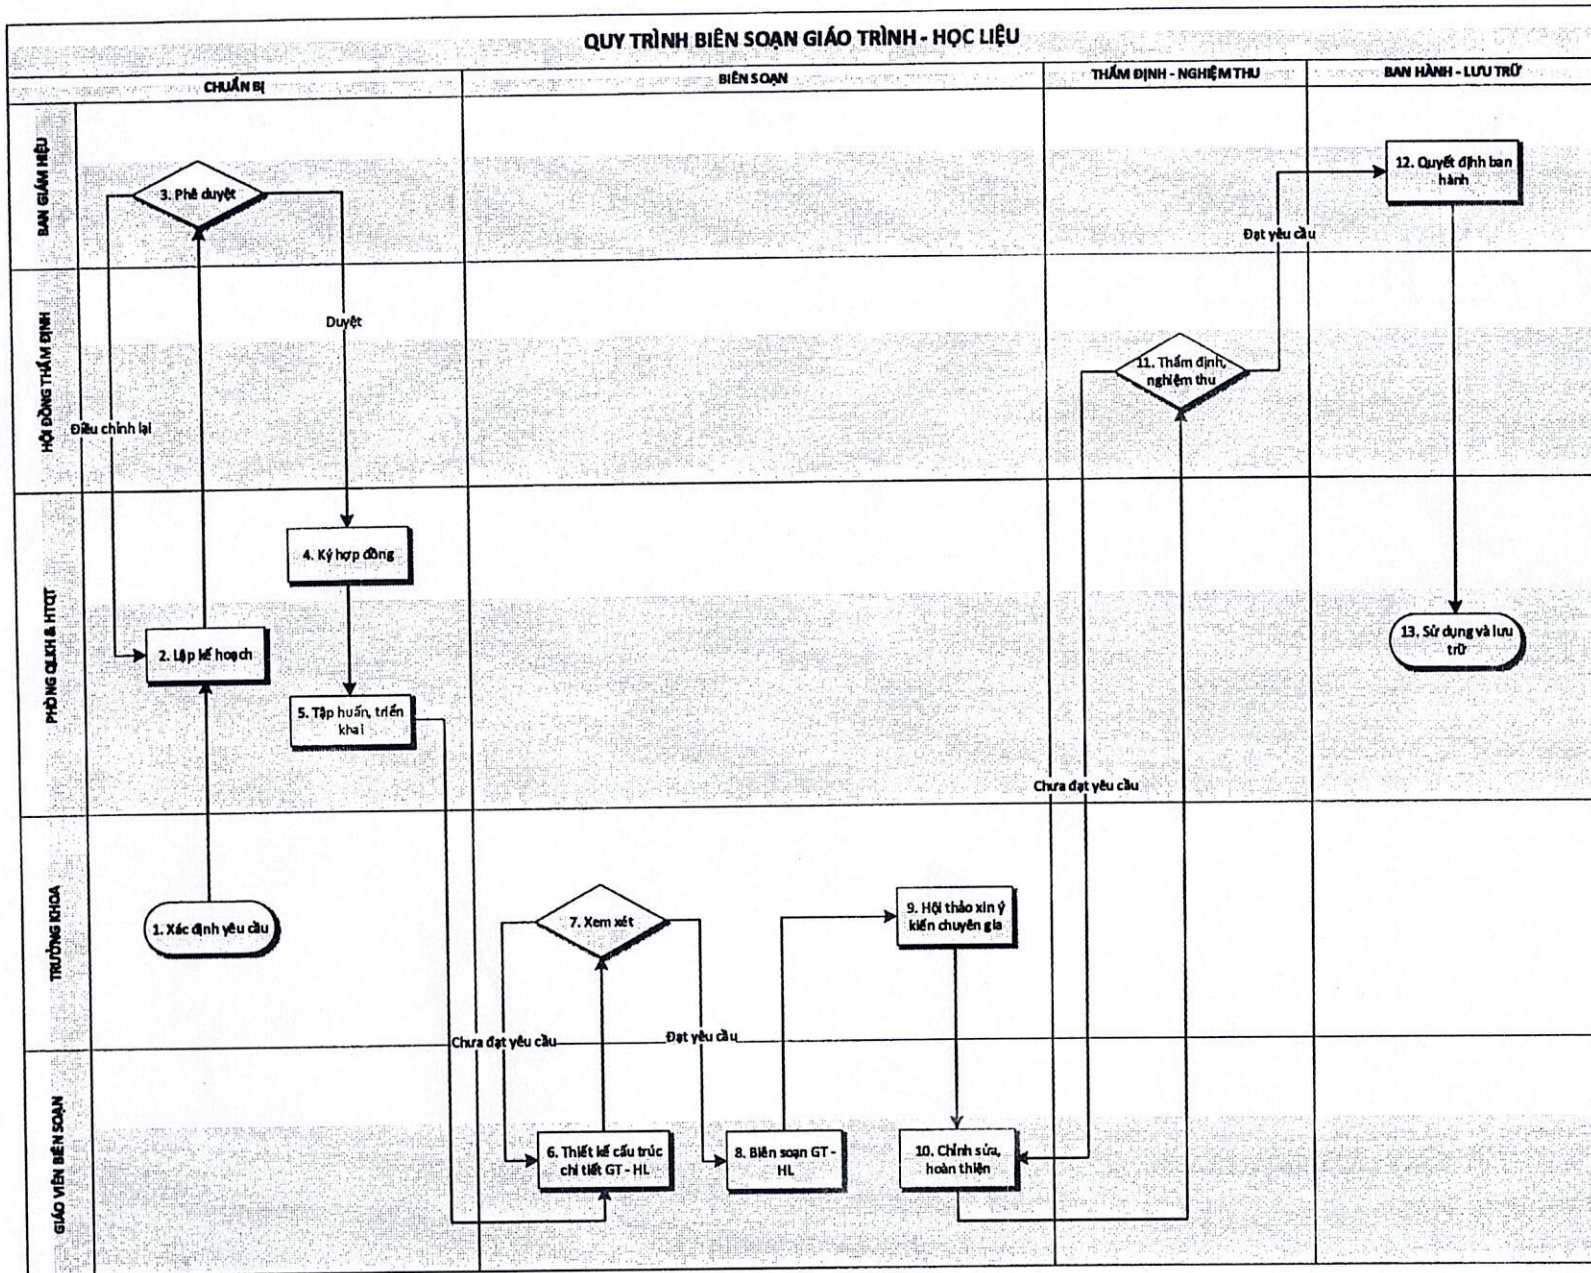 QUY TRÌNH BIÊN SOẠN GIÁO TRÌNH - HỌC LIỆU
CHUẨN BỊ
BIÊN SOẠN
THẨM ĐỊNH - NGHIỆM THU
BAN HÀNH - LƯU TRỮ
BAN GIÁM HIỆU
3. Phê duyệt
12. Quyết định ban
hành
Đạt yêu cầu
HỘI ĐỒNG THẨM ĐỊNH
Duyệt
11. Thẩm định,
nghiệm thu
Điều chỉnh lại
PHÒNG QLKH & HTQT
4. Ký hợp đồng
2. Lập kế hoạch
13. Sử dụng và lưu
trữ
5. Tập huấn, triển
khai
Chưa đạt yêu cầu
TRƯỞNG KHOA
1. Xác định yêu cầu
7. Xem xét
9. Hội thảo xin ý
kiến chuyên gia
Chưa đạt yêu cầu
Đạt yêu cầu
GIÁO VIÊN BIÊN SOẠN
6. Thiết kế cấu trúc
chi tiết GT - HL
8. Biên soạn GT -
HL
10. Chỉnh sửa,
hoàn thiện